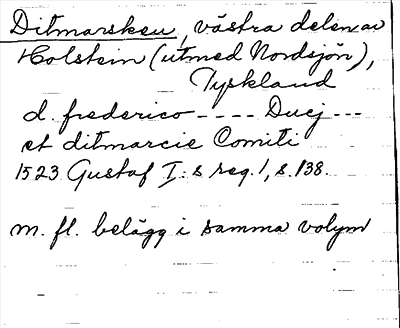 Ditmarsken, västra delen av
Holstein (utmed Nordsjön),
Tyskland
d. frederico ---- Ducj ---
et ditmarcie Comiti
1523 Gustaf I:s reg. 1, s. 138.
m. fl. belägg i samma volym